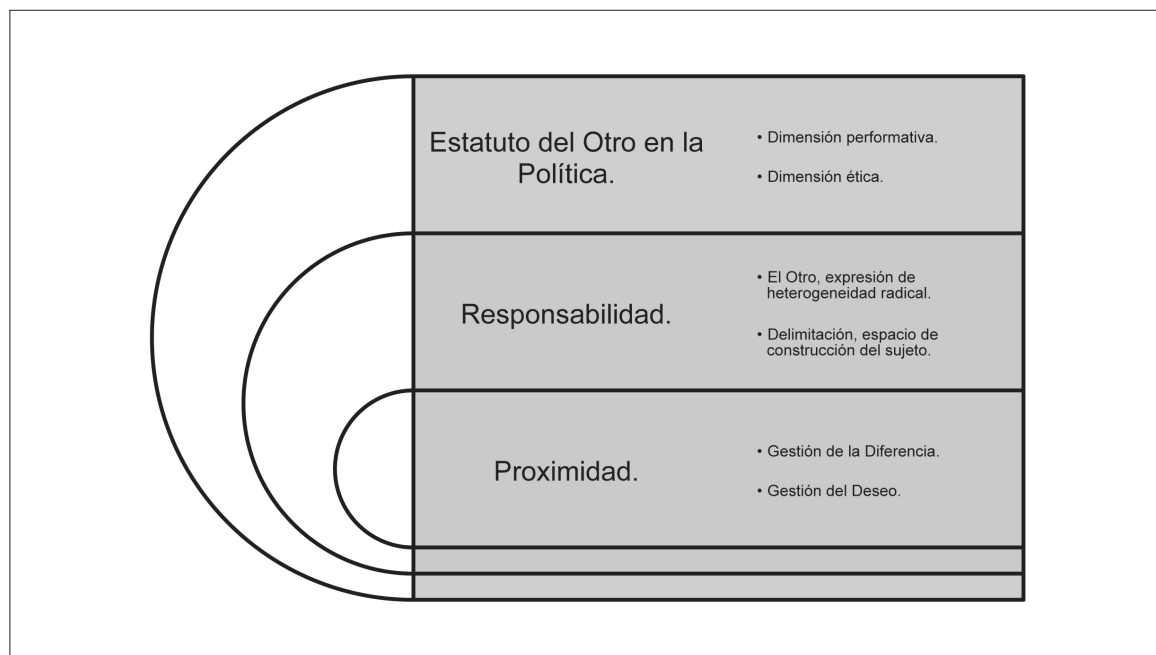 Estatuto del Otro en la
Política.
• Dimensión performativa.
• Dimensión ética.
Responsabilidad.
• El Otro, expresión de
heterogeneidad radical.
• Delimitación, espacio de
construcción del sujeto.
Proximidad.
• Gestión de la Diferencia.
• Gestión del Deseo.